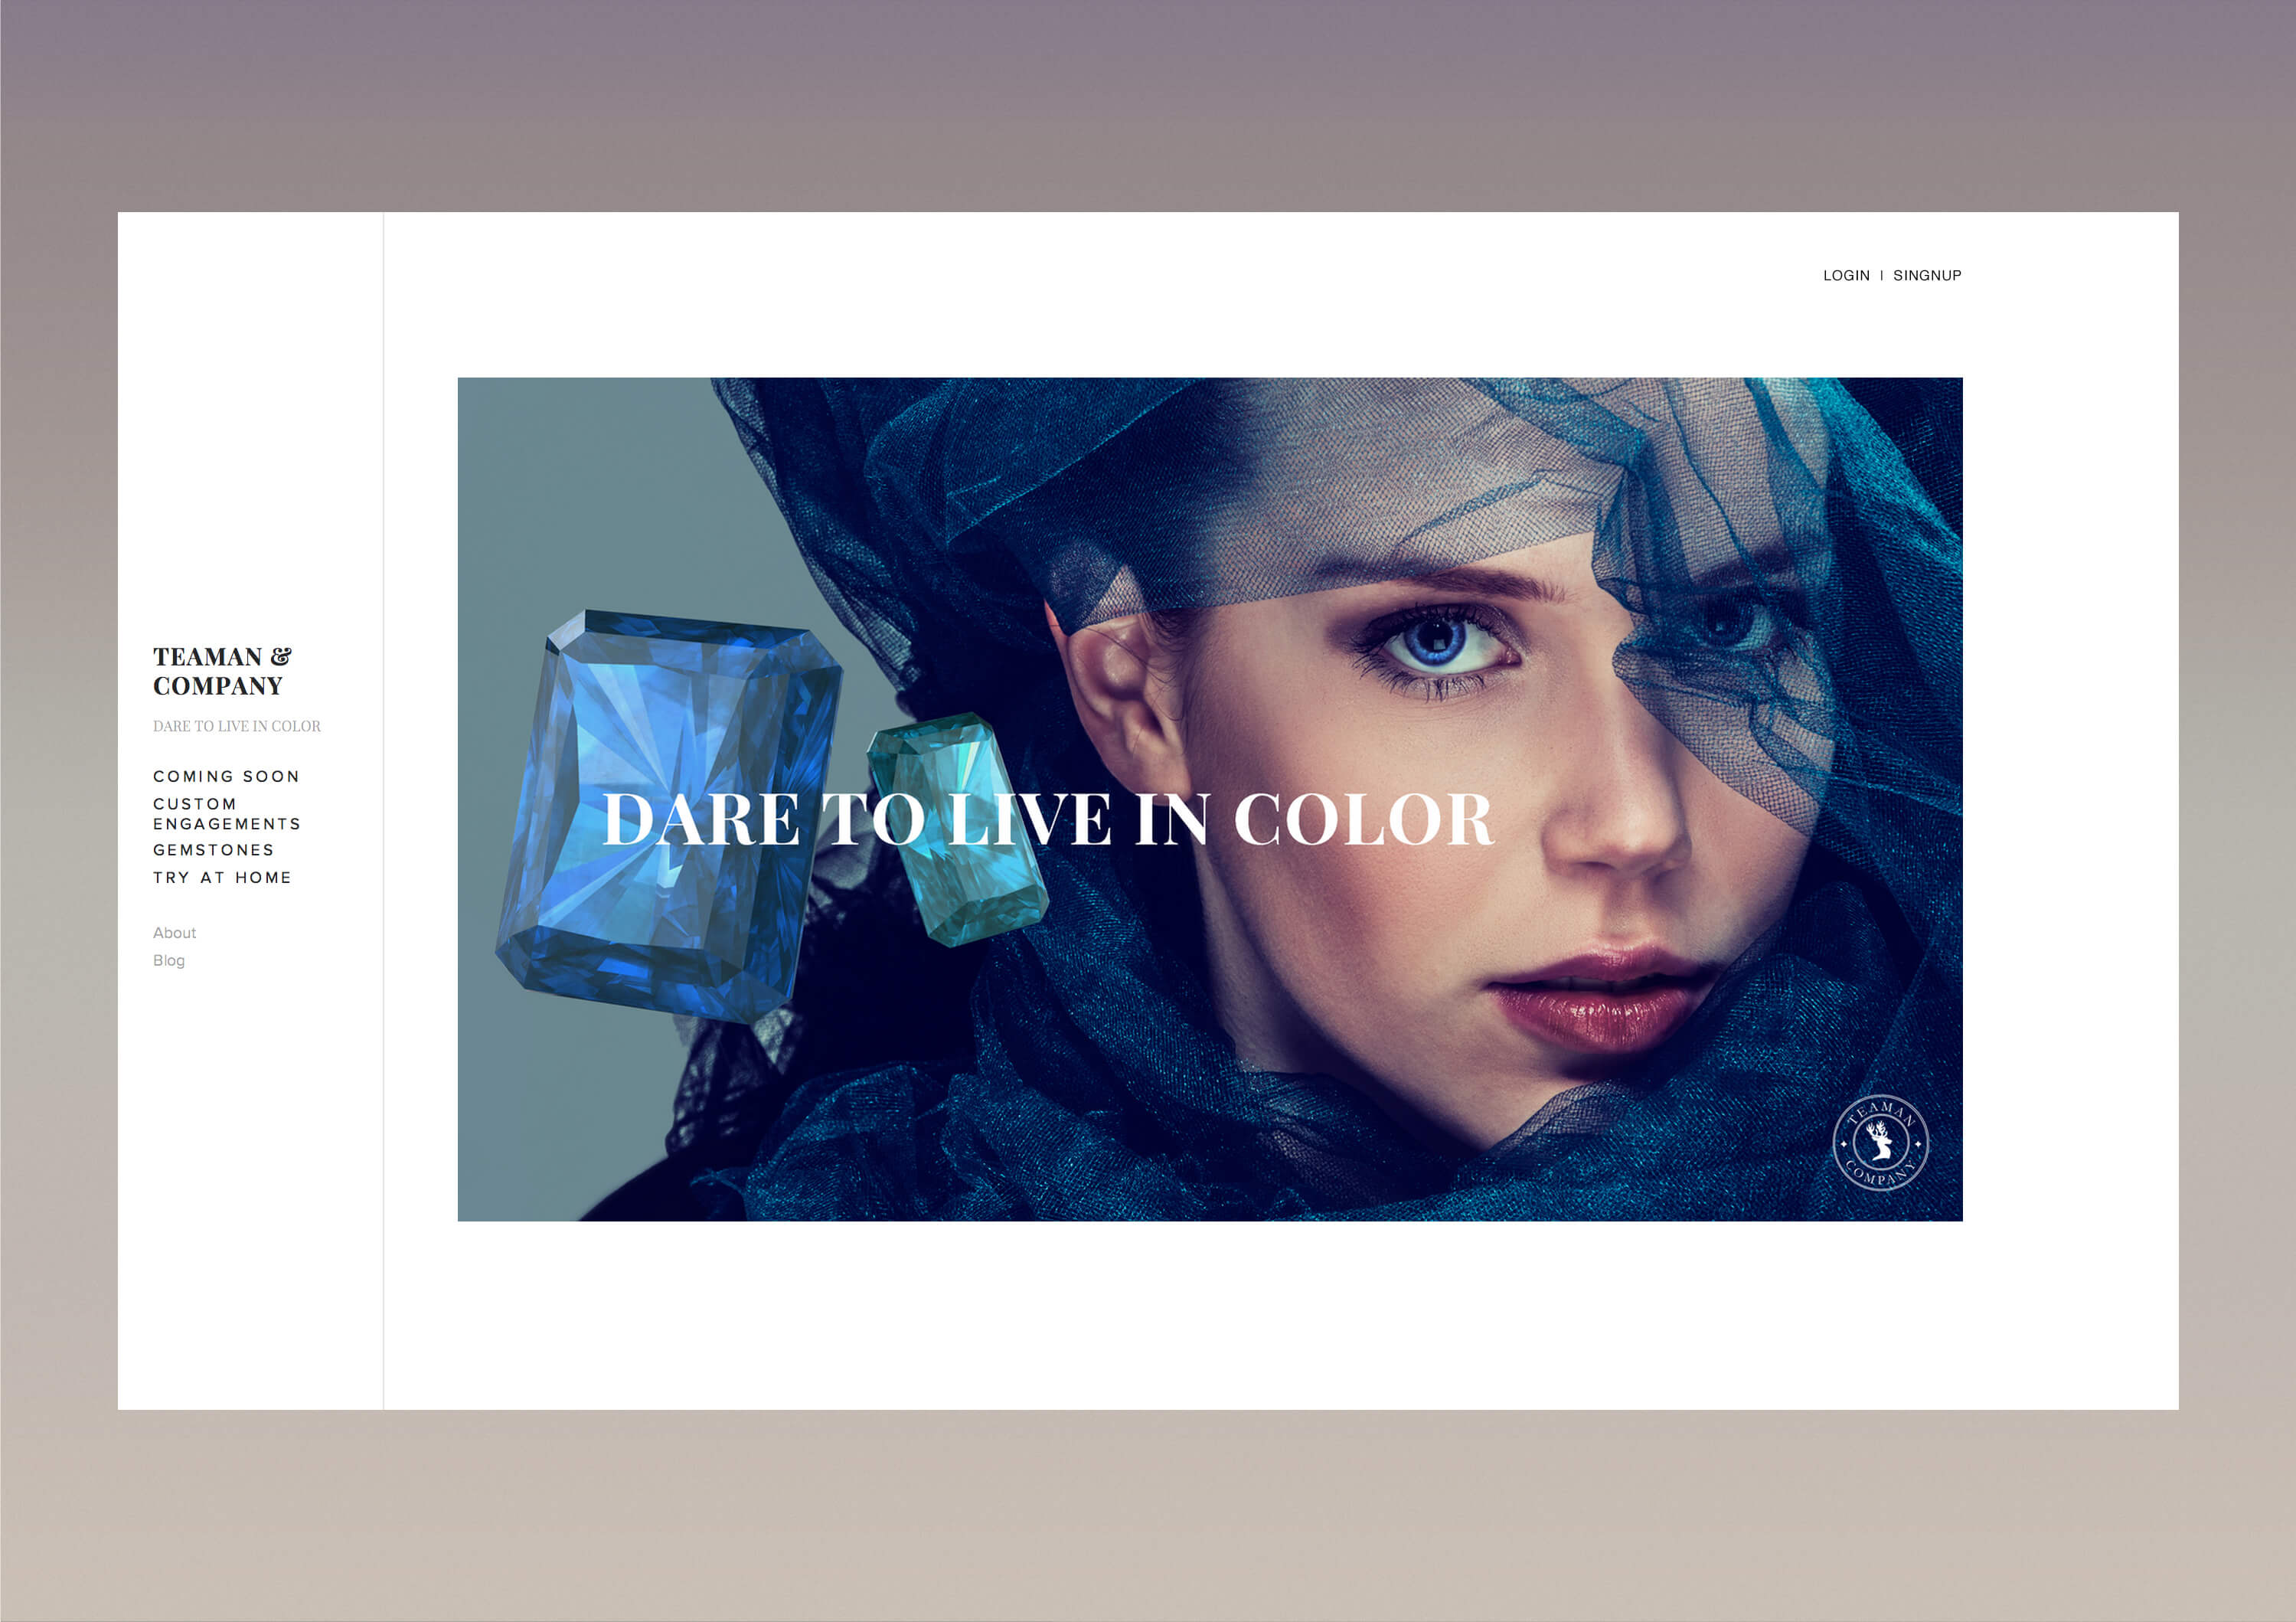 LOGIN | SINGNUP
TEAMAN &
COMPANY
DARE TO LIVE IN COLOR
COMING SOON
CUSTOM
ENGAGEMENTS
GEMSTONES
TRY AT HOME
About
Blog
DARE TO LIVE IN COLOR
TEAMAN
COMPANY